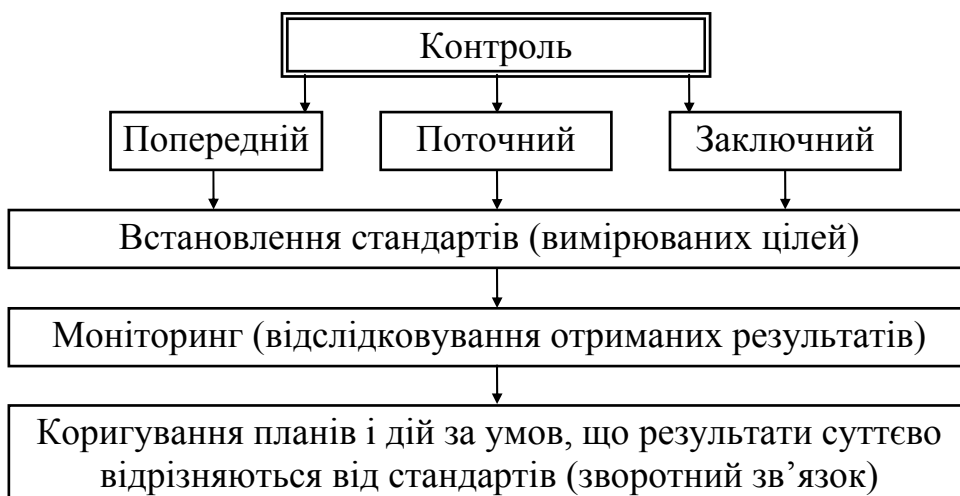 Контроль
Попередній
Поточний
Заключний
Встановлення стандартів (вимірюваних цілей)
Моніторинг (відслідковування отриманих результатів)
Коригування планів і дій за умов, що результати суттєво
відрізняються від стандартів (зворотний зв’язок)